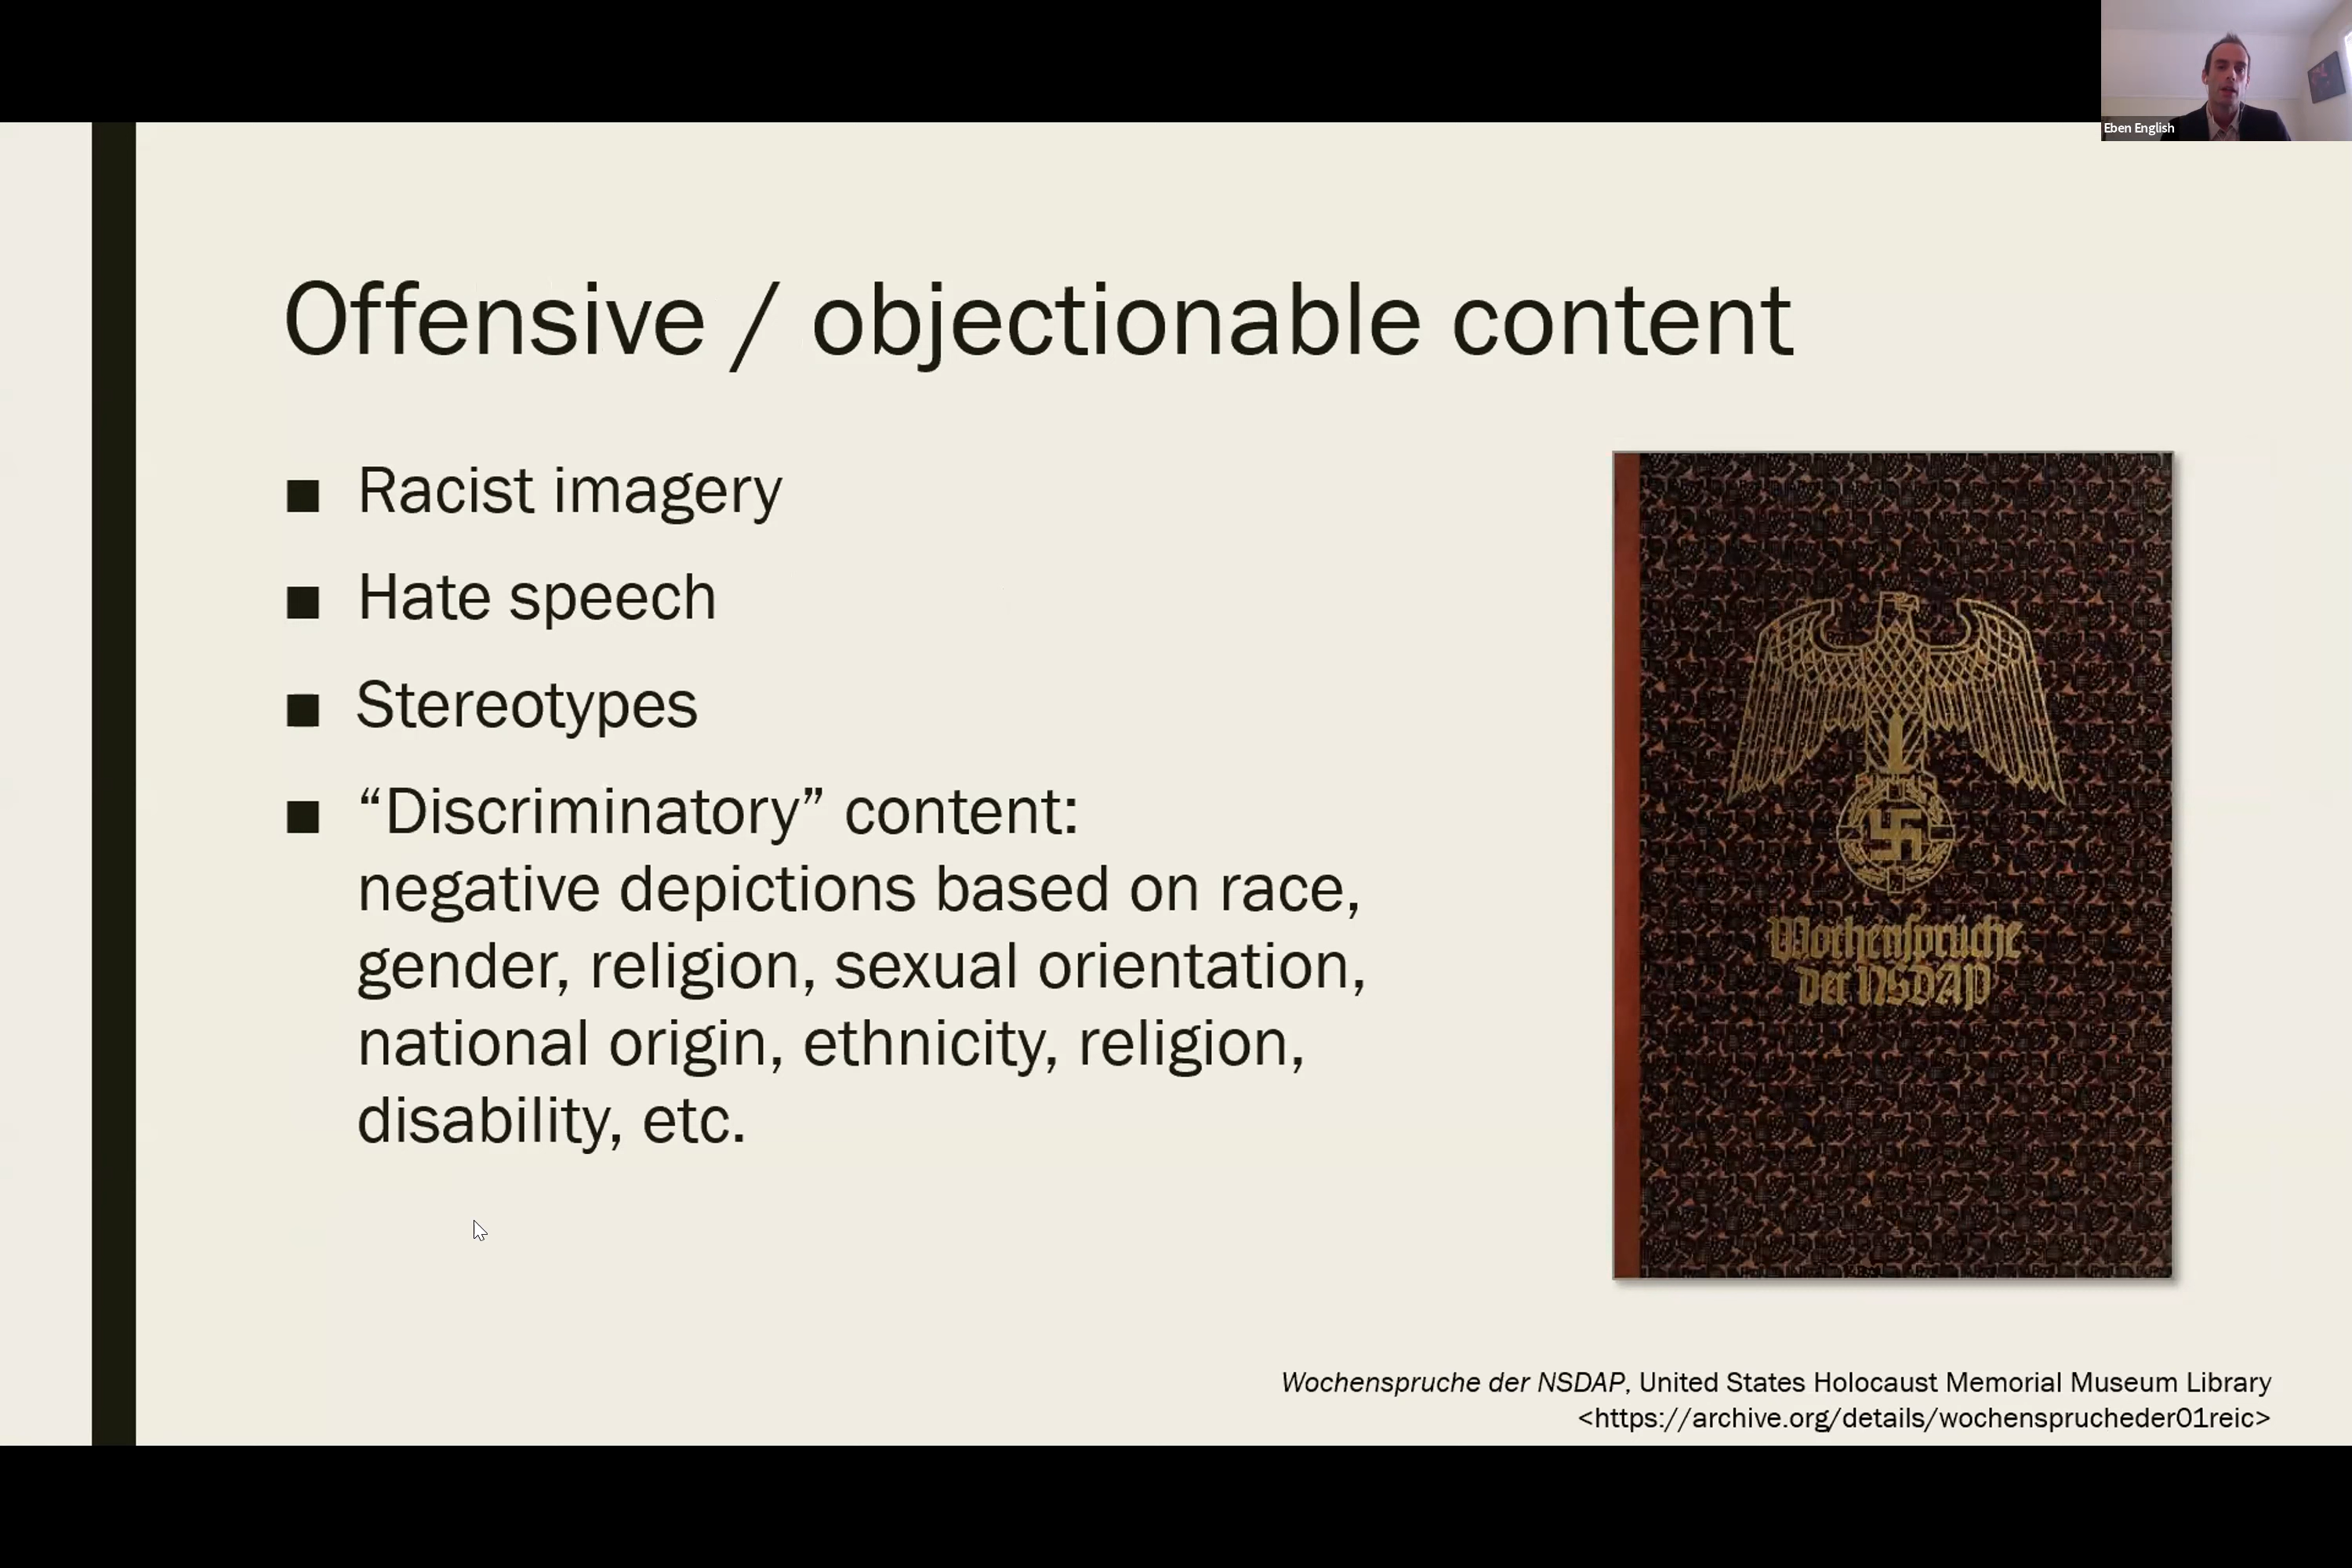 Eben English
Offensive / objectionable content
■ Racist imagery
■ Hate speech
■ Stereotypes
■ “Discriminatory” content:
negative depictions based on race,
gender, religion, sexual orientation,
national origin, ethnicity, religion,
disability, etc.
Wochensprüche
der NSDAP
Wochenspruche der NSDAP, United States Holocaust Memorial Museum Library
<https://archive.org/details/wochensprucheder01reic>